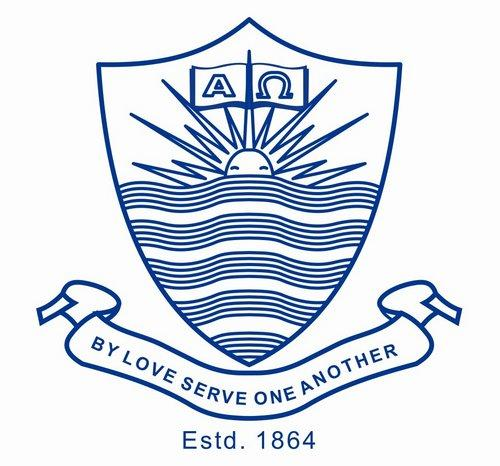 Α Ω
BY LOVE SERVE ONE ANOTHER
Estd. 1864